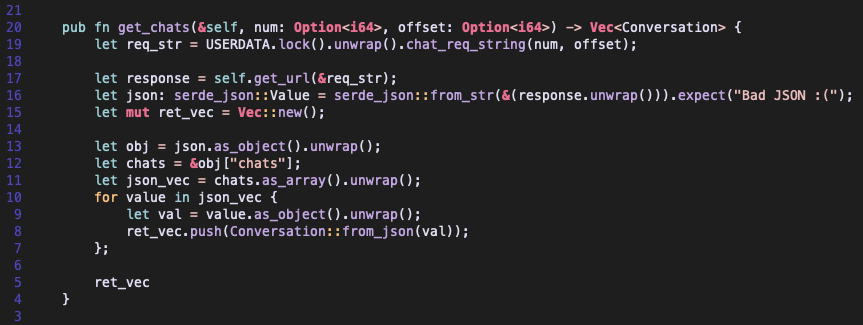 21
20 pub fn get_chats(&self, num: Option<i64>, offset: Option<i64>) -> Vec<Conversation> {
19 let req_str = USERDATA.lock().unwrap().chat_req_string(num, offset);
18
17 let response = self.get_url(&req_str);
16 let json: serde_json::Value = serde_json::from_str(&(response.unwrap())).expect("Bad JSON :(");
15 let mut ret_vec = Vec::new();
14
13 let obj = json.as_object().unwrap();
12 let chats = &obj["chats"];
11 let json_vec = chats.as_array().unwrap();
10 for value in json_vec {
9 let val = value.as_object().unwrap();
8 ret_vec.push(Conversation::from_json(val));
7 };
6
5 ret_vec
4 }
3